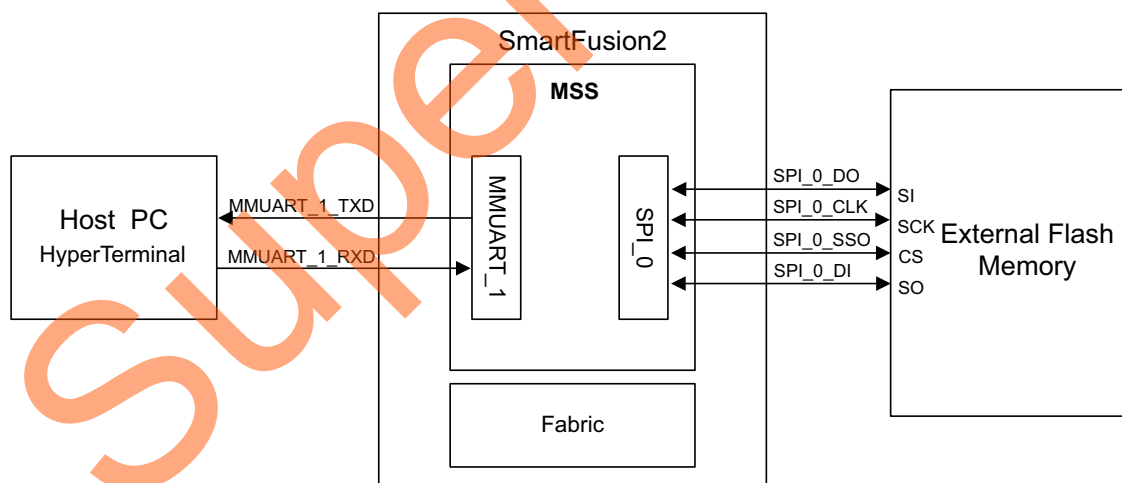 SmartFusion2
MSS
Host PC
HyperTerminal
MMUART_1_TXD
MMUART_1_RXD
MMUART_1
SPI_0
SPI_0_DO
SPI_0_CLK
SPI_0_SSO
SPI_0_DI
SI
SCK
CS
SO
External Flash
Memory
Fabric
Super